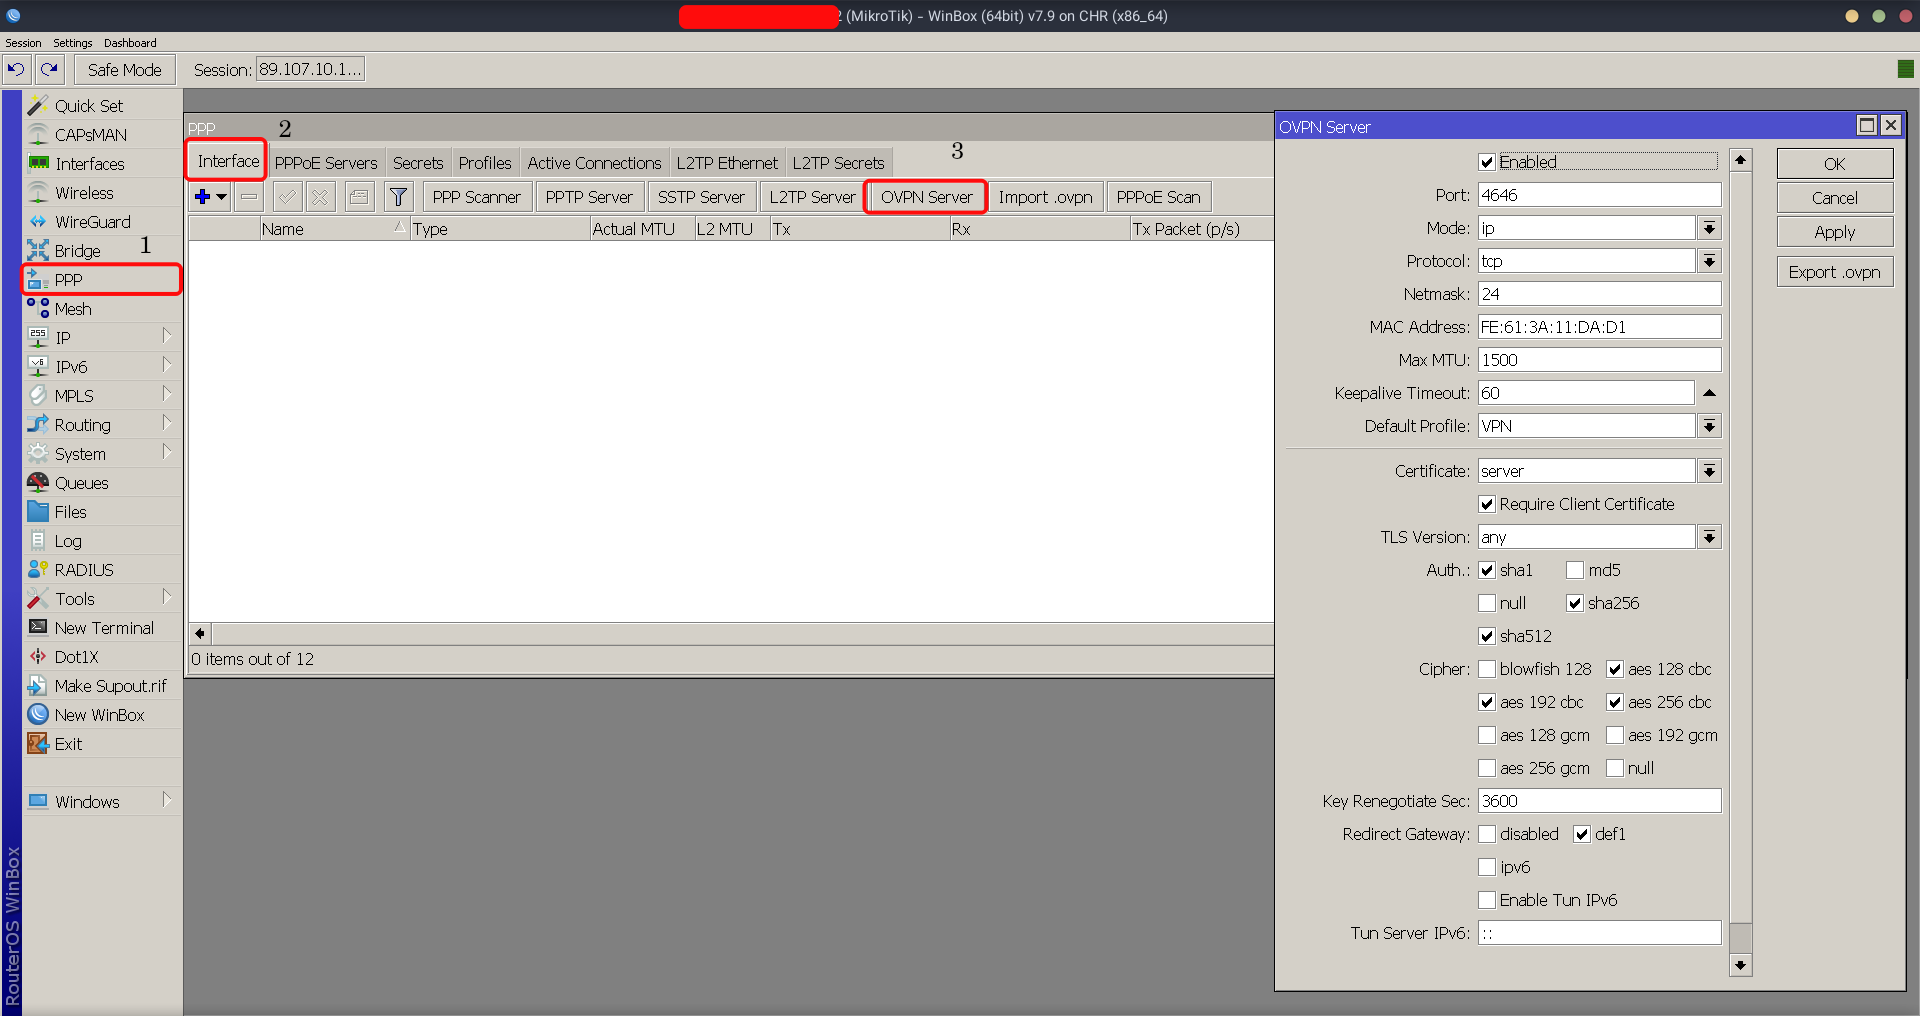 2 (MikroTik) - WinBox (64bit) v7.9 on CHR (x86_64)
Session Settings Dashboard
Safe Mode Session: 89.107.10.1...
Quick Set
CAPsMAN
Interfaces
Wireless
WireGuard
Bridge 1
PPP
Mesh
IP
IPv6
MPLS
Routing
System
Queues
Files
Log
RADIUS
Tools
New Terminal
Dot1X
Make Supout.rif
New WinBox
Exit
Windows
RouterOS WinBox
PPP 2
3
Interface PPPoE Servers Secrets Profiles Active Connections L2TP Ethernet L2TP Secrets
PPP Scanner PPTP Server SSTP Server L2TP Server OVPN Server Import .ovpn PPPoE Scan
Name Type Actual MTU L2 MTU Tx Rx Tx Packet (p/s)
0 items out of 12
OVPN Server
Enabled
Port: 4646
Mode: ip
Protocol: tcp
Netmask: 24
MAC Address: FE:61:3A:11:DA:D1
Max MTU: 1500
Keepalive Timeout: 60
Default Profile: VPN
Certificate: server
Require Client Certificate
TLS Version: any
Auth.: sha1 md5
null sha256
sha512
Cipher: blowfish 128 aes 128 cbc
aes 192 cbc aes 256 cbc
aes 128 gcm aes 192 gcm
aes 256 gcm null
Key Renegotiate Sec: 3600
Redirect Gateway: disabled def1
ipv6
Enable Tun IPv6
Tun Server IPv6: ::
OK
Cancel
Apply
Export .ovpn